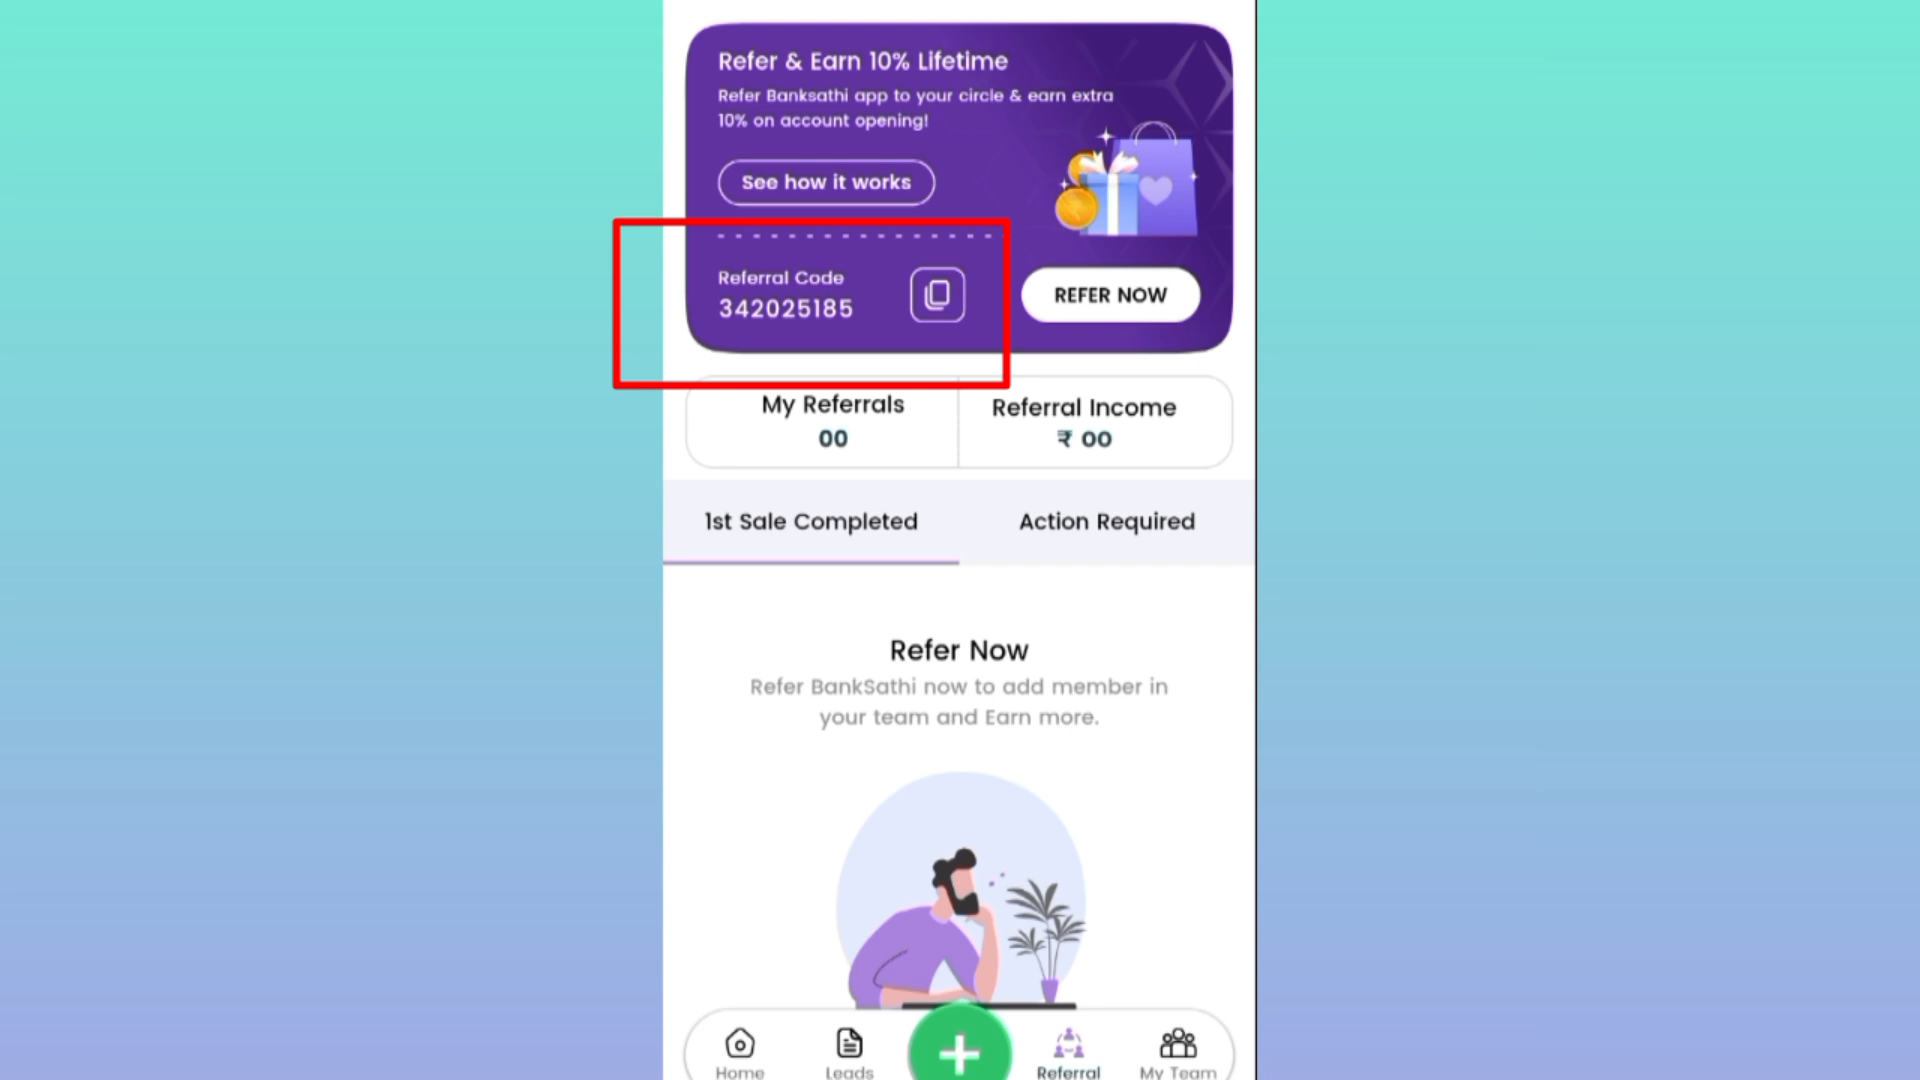 Refer & Earn 10% Lifetime
Refer Banksathi app to your circle & earn extra
10% on account opening!
See how it works
Referral Code
342025185
REFER NOW
My Referrals
00
Referral Income
₹ 00
1st Sale Completed
Action Required
Refer Now
Refer BankSathi now to add member in
your team and Earn more.
Home
Leads
Referral
My Team